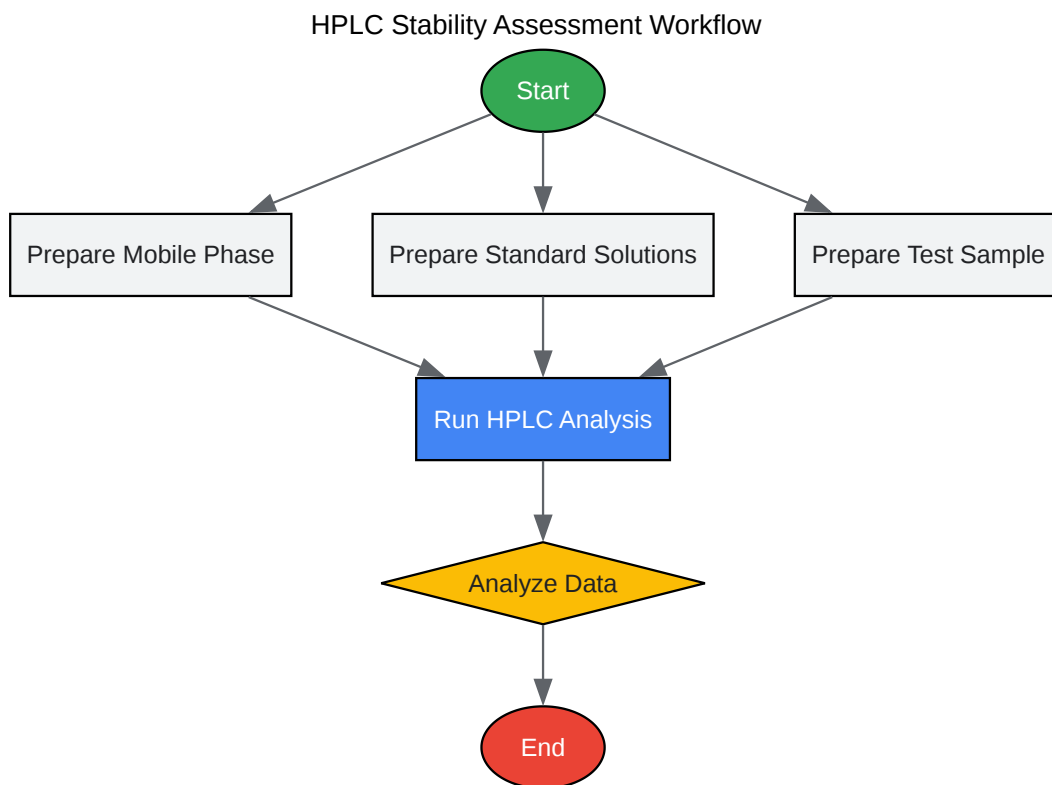 HPLC Stability Assessment Workflow
Start
Prepare Mobile Phase
Prepare Standard Solutions
Prepare Test Sample
Run HPLC Analysis
Analyze Data
End